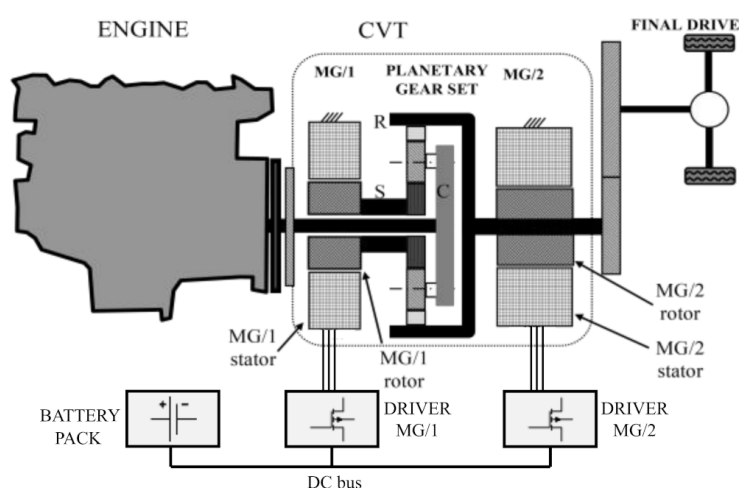 ENGINE
CVT
FINAL DRIVE
MG/1
PLANETARY
GEAR SET
MG/2
R
S
C
MG/1
stator
MG/1
rotor
MG/2
rotor
MG/2
stator
BATTERY
PACK
+ -
DRIVER
MG/1
DRIVER
MG/2
DC bus